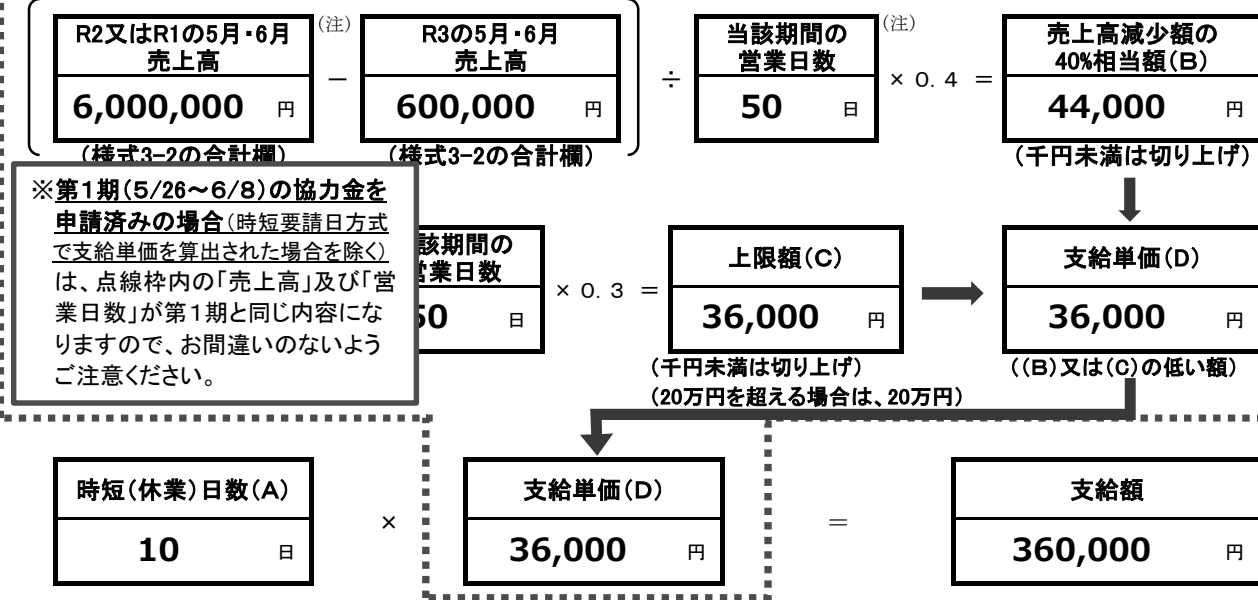 R2又はR1の5月・6月
売上高
6,000,000 円
(様式3-2の合計欄)
(注)
－
R3の5月・6月
売上高
600,000 円
(様式3-2の合計欄)
÷
当該期間の
営業日数
50 日
(注)
× 0.4 ＝
売上高減少額の
40%相当額(B)
44,000 円
(千円未満は切り上げ)
※第1期(5/26～6/8)の協力金を
申請済みの場合(時短要請日方式
で支給単価を算出された場合を除く)
は、点線枠内の「売上高」及び「営
業日数」が第1期と同じ内容にな
りますので、お間違いのないよう
ご注意ください。
該期間の
業日数
0 日
× 0.3 ＝
上限額(C)
36,000 円
(千円未満は切り上げ)
(20万円を超える場合は、20万円)
支給単価(D)
36,000 円
((B)又は(C)の低い額)
時短(休業)日数(A)
10 日
×
支給単価(D)
36,000 円
＝
支給額
360,000 円